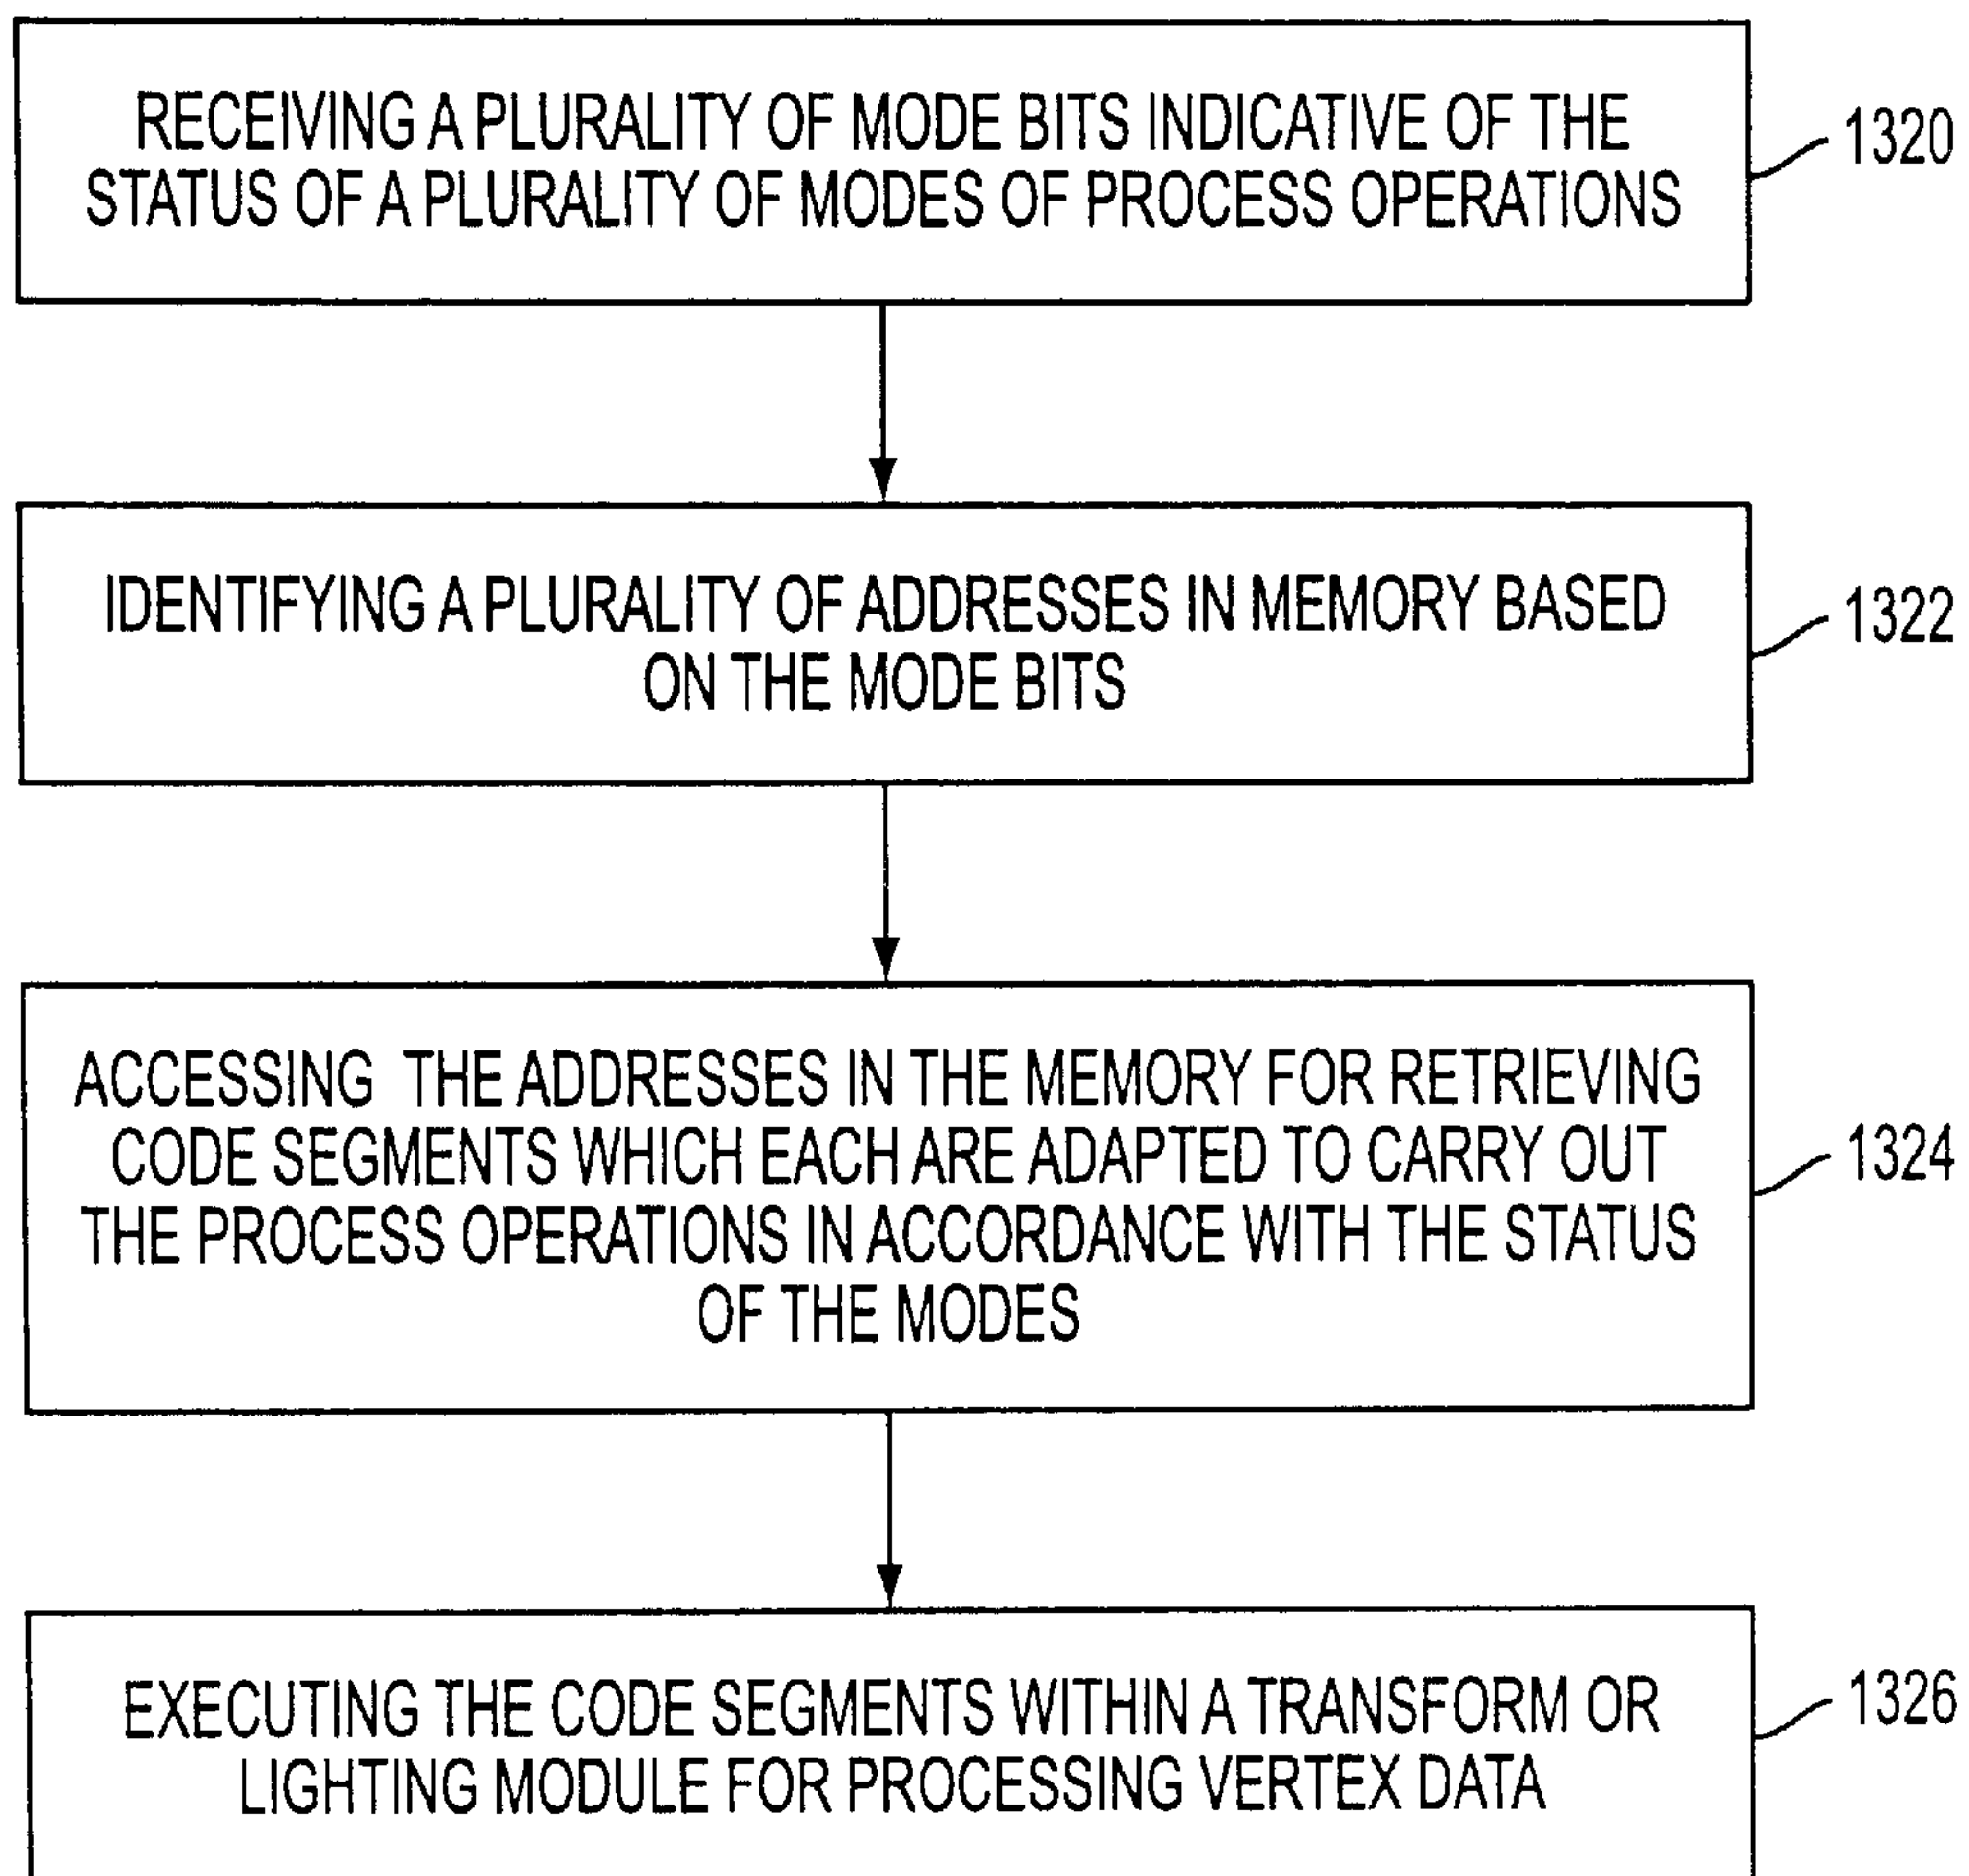 RECEIVING A PLURALITY OF MODE BITS INDICATIVE OF THE
STATUS OF A PLURALITY OF MODES OF PROCESS OPERATIONS
1320
IDENTIFYING A PLURALITY OF ADDRESSES IN MEMORY BASED
ON THE MODE BITS
1322
ACCESSING THE ADDRESSES IN THE MEMORY FOR RETRIEVING
CODE SEGMENTS WHICH EACH ARE ADAPTED TO CARRY OUT
THE PROCESS OPERATIONS IN ACCORDANCE WITH THE STATUS
OF THE MODES
1324
EXECUTING THE CODE SEGMENTS WITHIN A TRANSFORM OR
LIGHTING MODULE FOR PROCESSING VERTEX DATA
1326